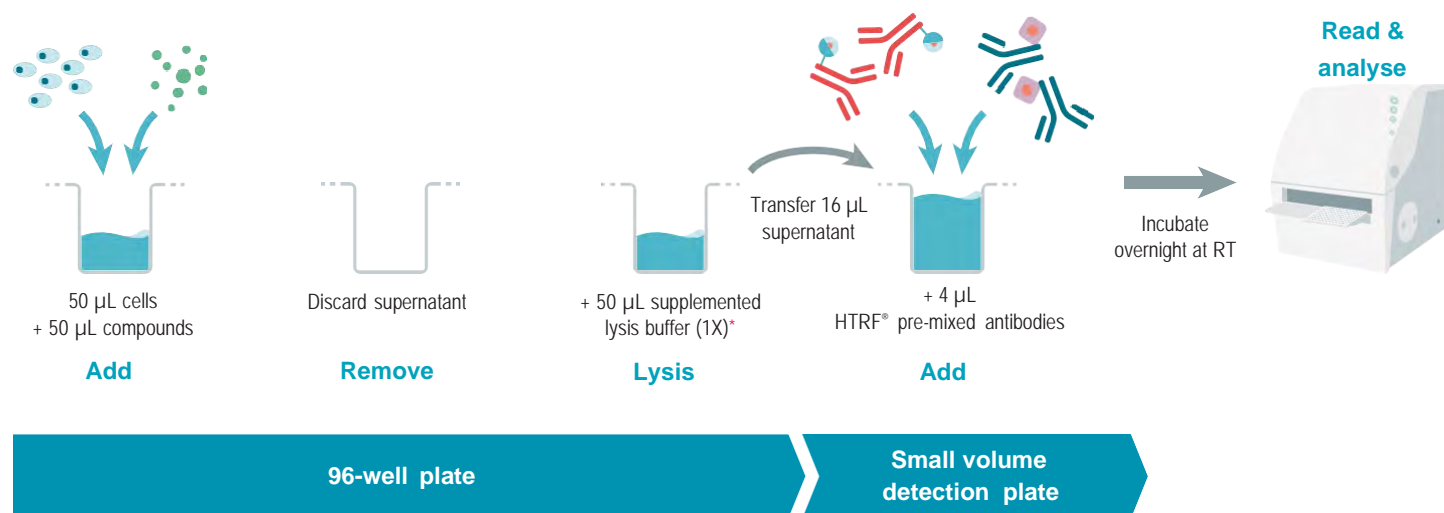 50 µL cells
+ 50 µL compounds
Add
Discard supernatant
Remove
+ 50 µL supplemented
lysis buffer (1X)*
Lysis
Transfer 16 µL
supernatant
+ 4 µL
HTRF® pre-mixed antibodies
Add
Incubate
overnight at RT
Read &
analyse
96-well plate
Small volume
detection plate